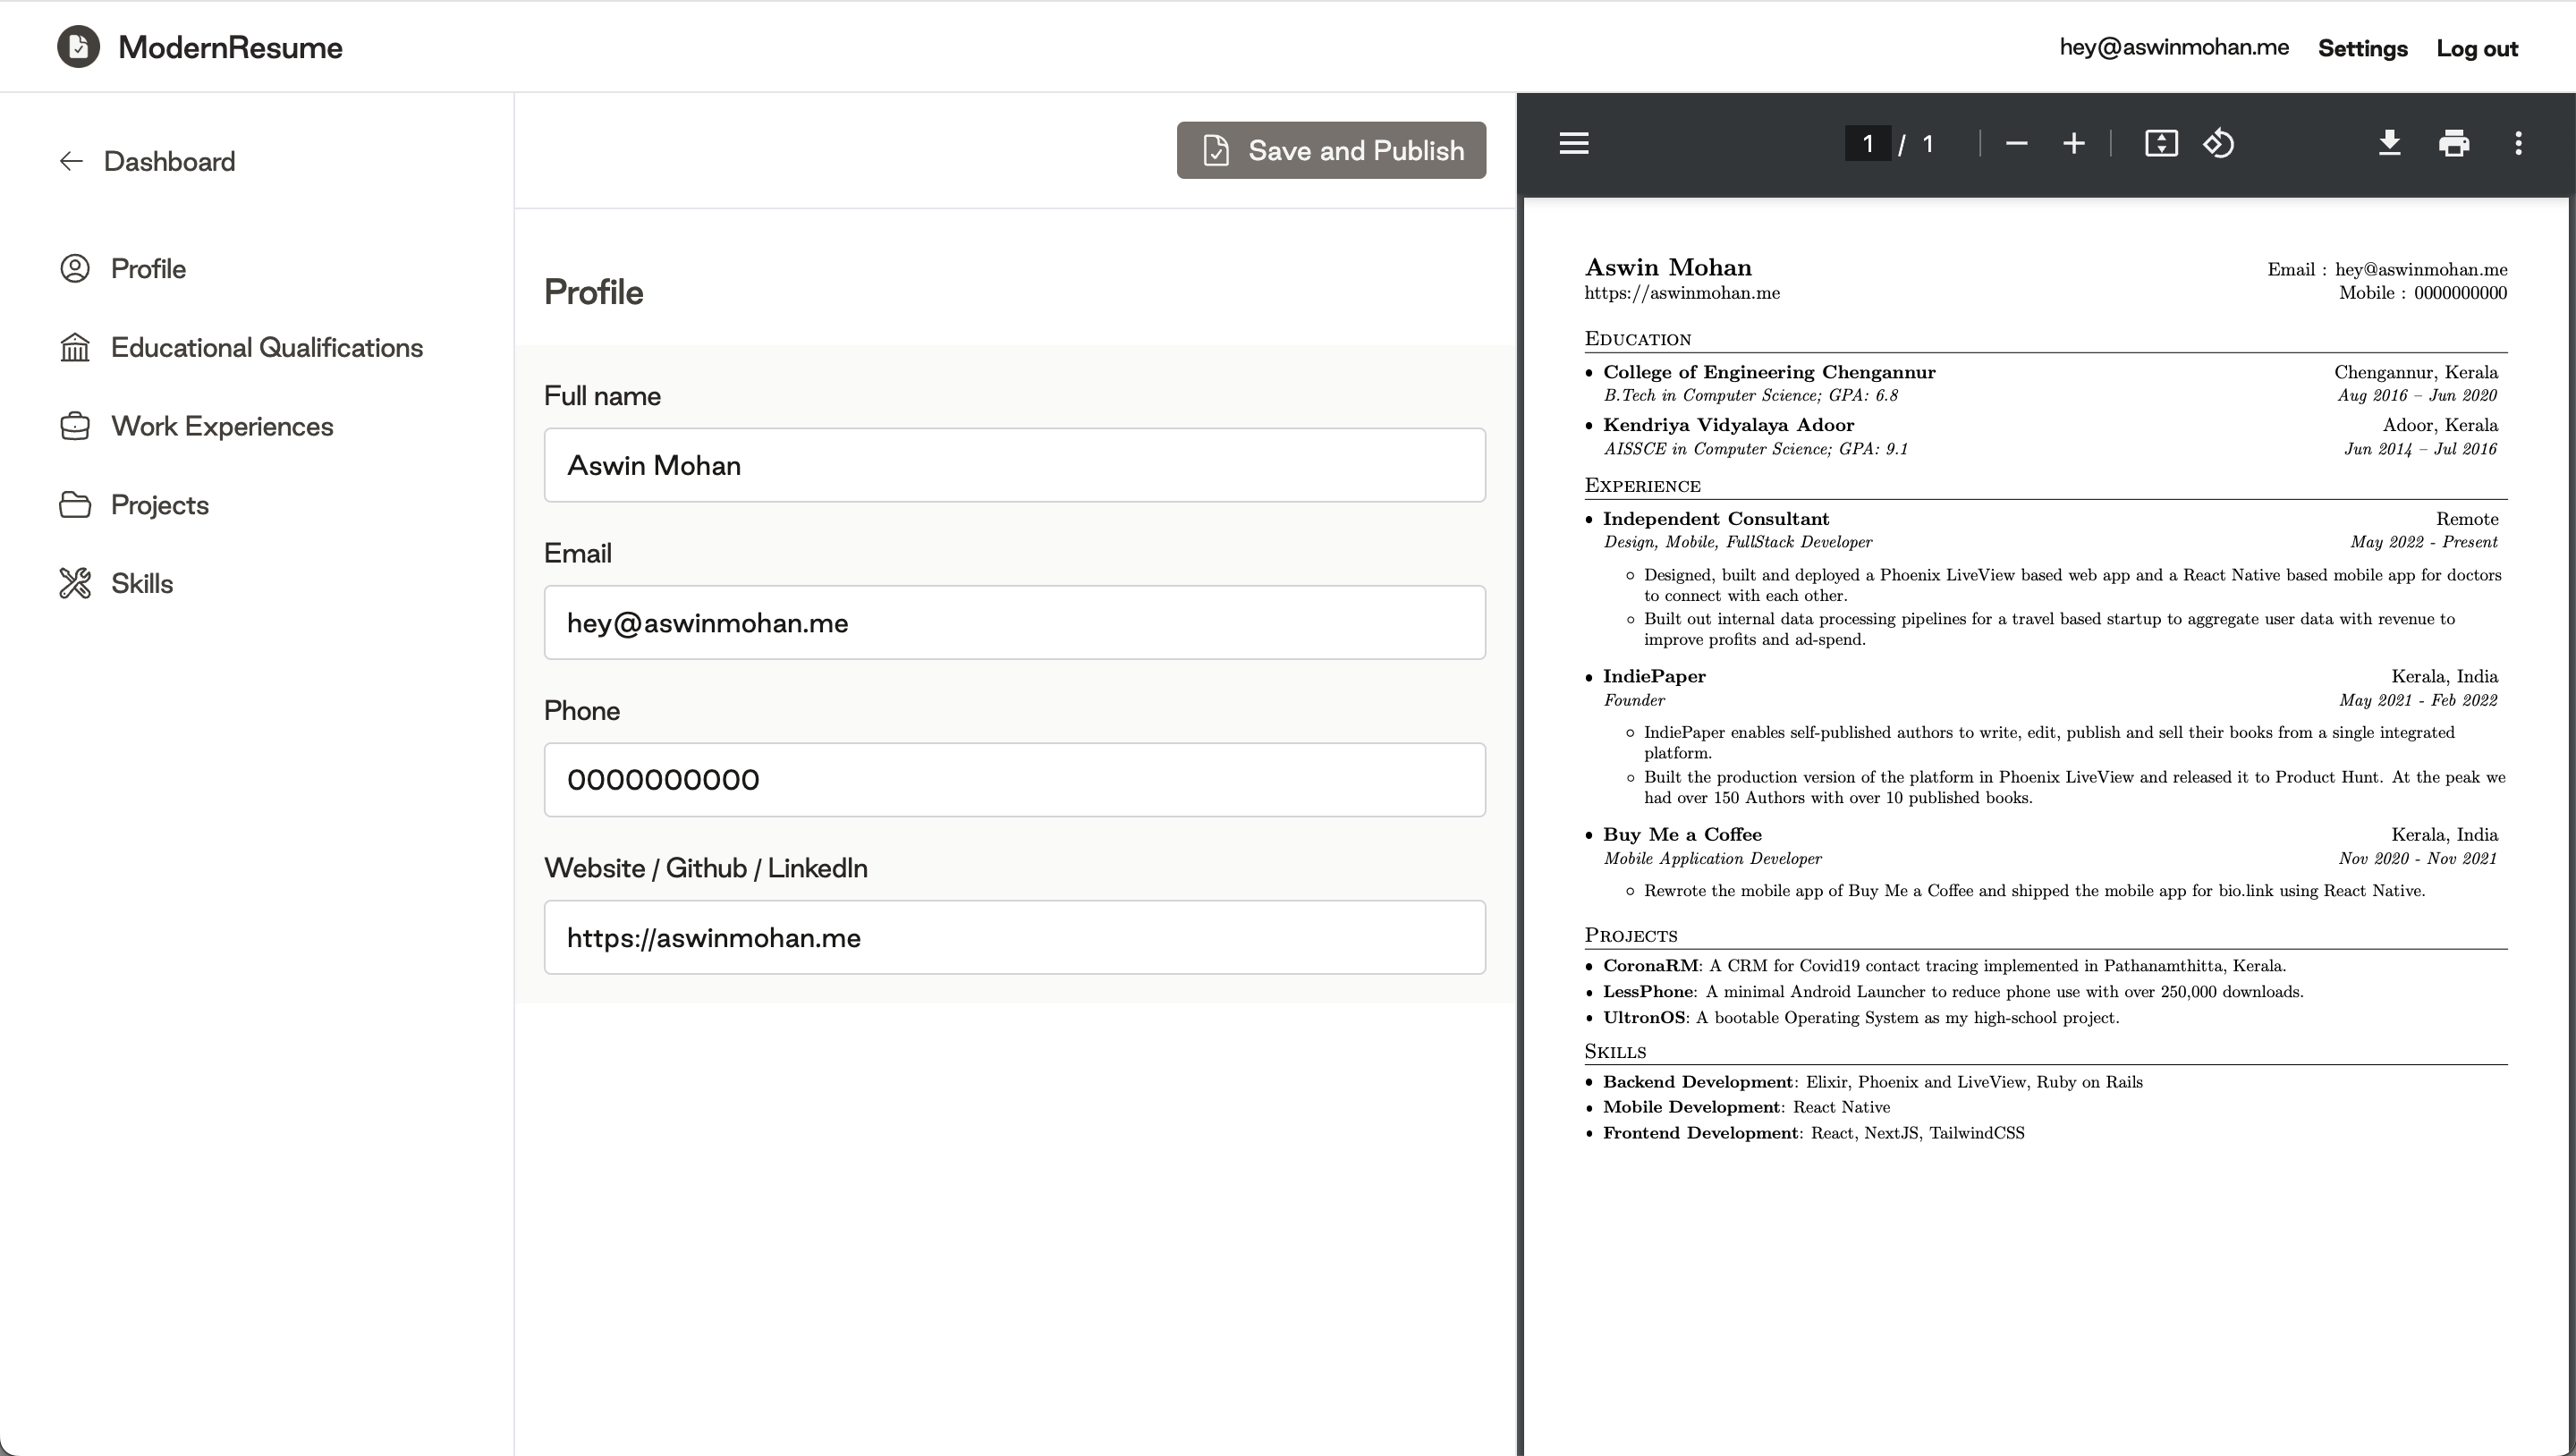 ModernResume
hey@aswinmohan.me Settings Log out
Dashboard
Profile
Educational Qualifications
Work Experiences
Projects
Skills
Save and Publish
Profile
Full name
Aswin Mohan
Email
hey@aswinmohan.me
Phone
0000000000
Website / Github / LinkedIn
https://aswinmohan.me
1 / 1
Aswin Mohan Email : hey@aswinmohan.me
https://aswinmohan.me Mobile : 0000000000
Education
• College of Engineering Chengannur Chengannur, Kerala
B.Tech in Computer Science; GPA: 6.8 Aug 2016 – Jun 2020
• Kendriya Vidyalaya Adoor Adoor, Kerala
AISSCE in Computer Science; GPA: 9.1 Jun 2014 – Jul 2016
Experience
• Independent Consultant Remote
Design, Mobile, FullStack Developer May 2022 - Present
◦ Designed, built and deployed a Phoenix LiveView based web app and a React Native based mobile app for doctors
to connect with each other.
◦ Built out internal data processing pipelines for a travel based startup to aggregate user data with revenue to
improve profits and ad-spend.
• IndiePaper Kerala, India
Founder May 2021 - Feb 2022
◦ IndiePaper enables self-published authors to write, edit, publish and sell their books from a single integrated
platform.
◦ Built the production version of the platform in Phoenix LiveView and released it to Product Hunt. At the peak we
had over 150 Authors with over 10 published books.
• Buy Me a Coffee Kerala, India
Mobile Application Developer Nov 2020 - Nov 2021
◦ Rewrote the mobile app of Buy Me a Coffee and shipped the mobile app for bio.link using React Native.
Projects
• CoronaRM: A CRM for Covid19 contact tracing implemented in Pathanamthitta, Kerala.
• LessPhone: A minimal Android Launcher to reduce phone use with over 250,000 downloads.
• UltronOS: A bootable Operating System as my high-school project.
Skills
• Backend Development: Elixir, Phoenix and LiveView, Ruby on Rails
• Mobile Development: React Native
• Frontend Development: React, NextJS, TailwindCSS